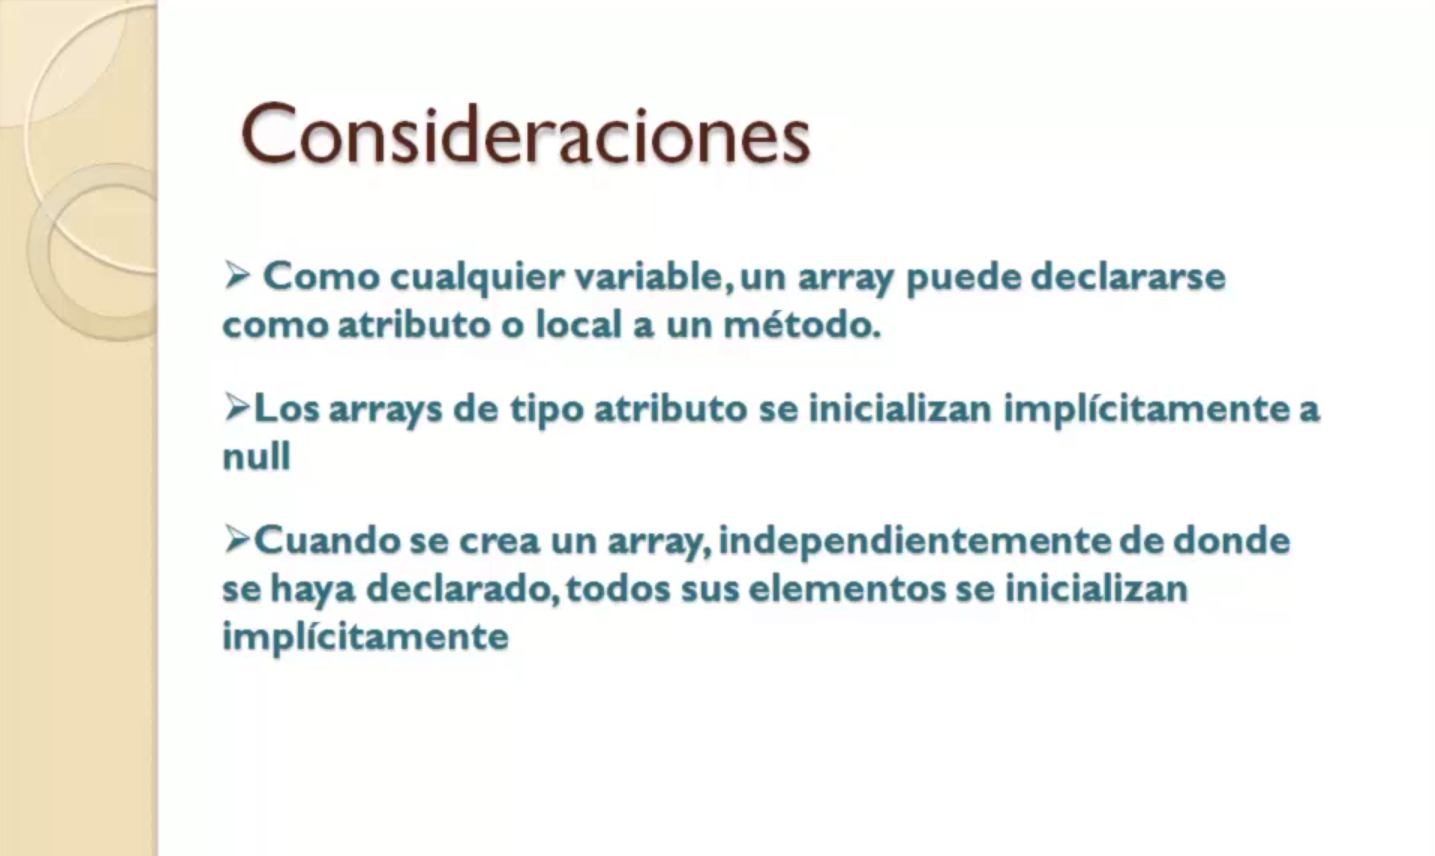 Consideraciones
➢ Como cualquier variable, un array puede declararse
como atributo o local a un método.
➢Los arrays de tipo atributo se inicializan implícitamente a
null
➢Cuando se crea un array, independientemente de donde
se haya declarado, todos sus elementos se inicializan
implícitamente